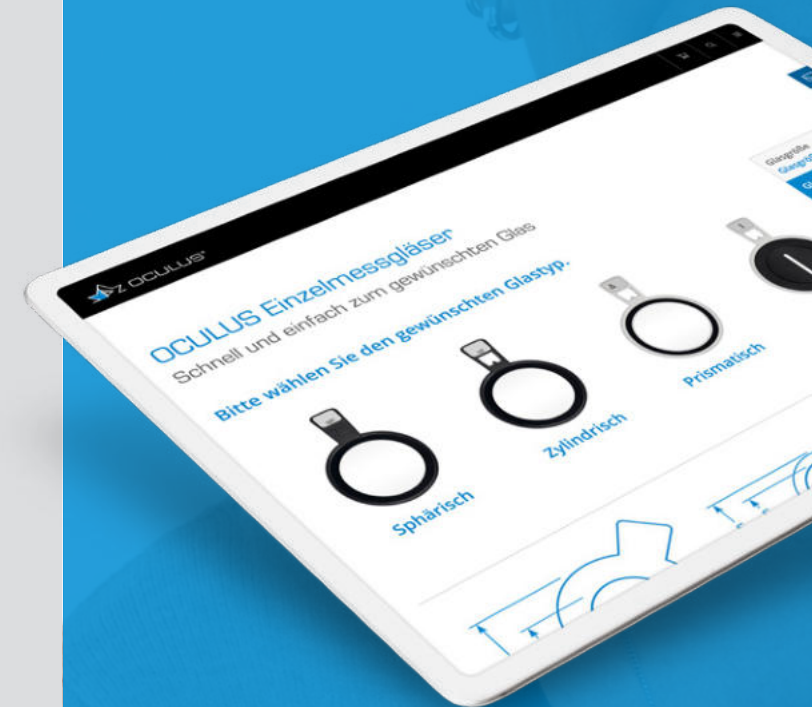 OCULUS®
OCULUS Einzelmessgläser
Schnell und einfach zum gewünschten Glas
Bitte wählen Sie den gewünschten Glastyp.
Sphärisch
Zylindrisch
Prismatisch
Glasgröße